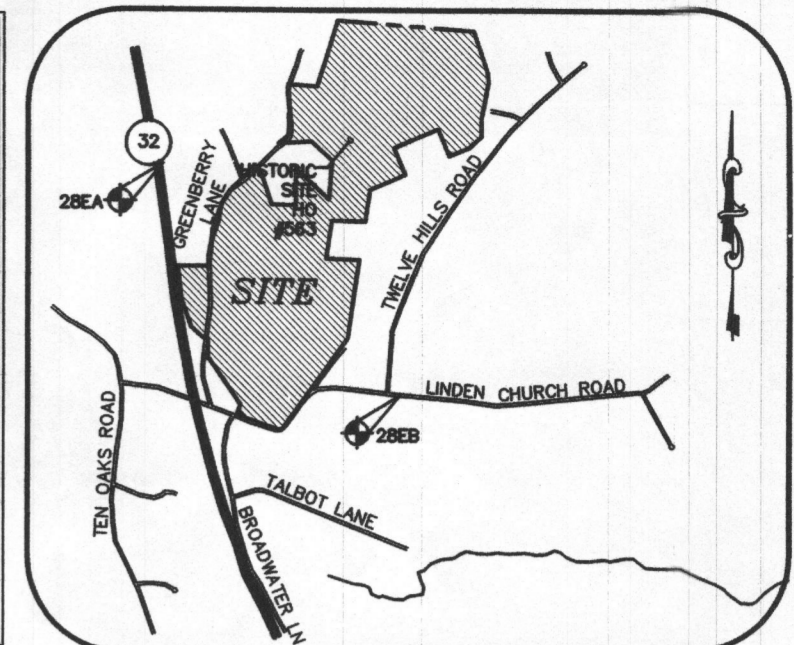 32
HISTORIC
SITE
HO
#563
28EA
GREENBERRY
LANE
SITE
TWELVE HILLS ROAD
LINDEN CHURCH ROAD
28EB
TEN OAKS ROAD
TALBOT LANE
BROADWATER LN